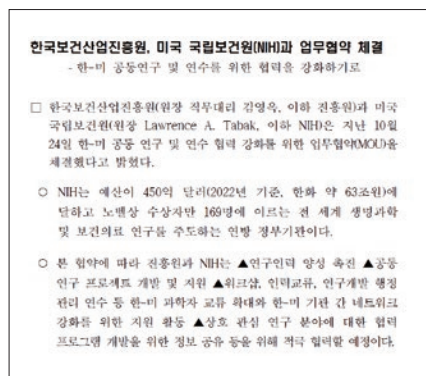 한국보건산업진흥원, 미국 국립보건원(NIH)과 업무협약 체결
- 한-미 공동연구 및 연수를 위한 협력을 강화하기로
□ 한국보건산업진흥원(원장 직무대리 김영옥, 이하 진흥원)과 미국
국립보건원(원장 Lawrence A. Tabak, 이하 NIH)은 지난 10월
24일 한-미 공동 연구 및 연수 협력 강화를 위한 업무협약(MOU)을
체결했다고 밝혔다.
○ NIH는 예산이 450억 달러(2022년 기준, 한화 약 63조원)에
달하고 노벨상 수상자만 169명에 이르는 전 세계 생명과학
및 보건의료 연구를 주도하는 연방 정부기관이다.
○ 본 협약에 따라 진흥원과 NIH는 ▲연구인력 양성 촉진 ▲공동
연구 프로젝트 개발 및 지원 ▲워크샵, 인력교류, 연구개발 행정
관리 연수 등 한-미 과학자 교류 확대와 한-미 기관 간 네트워크
강화를 위한 지원 활동 ▲상호 관심 연구 분야에 대한 협력
프로그램 개발을 위한 정보 공유 등을 위해 적극 협력할 예정이다.